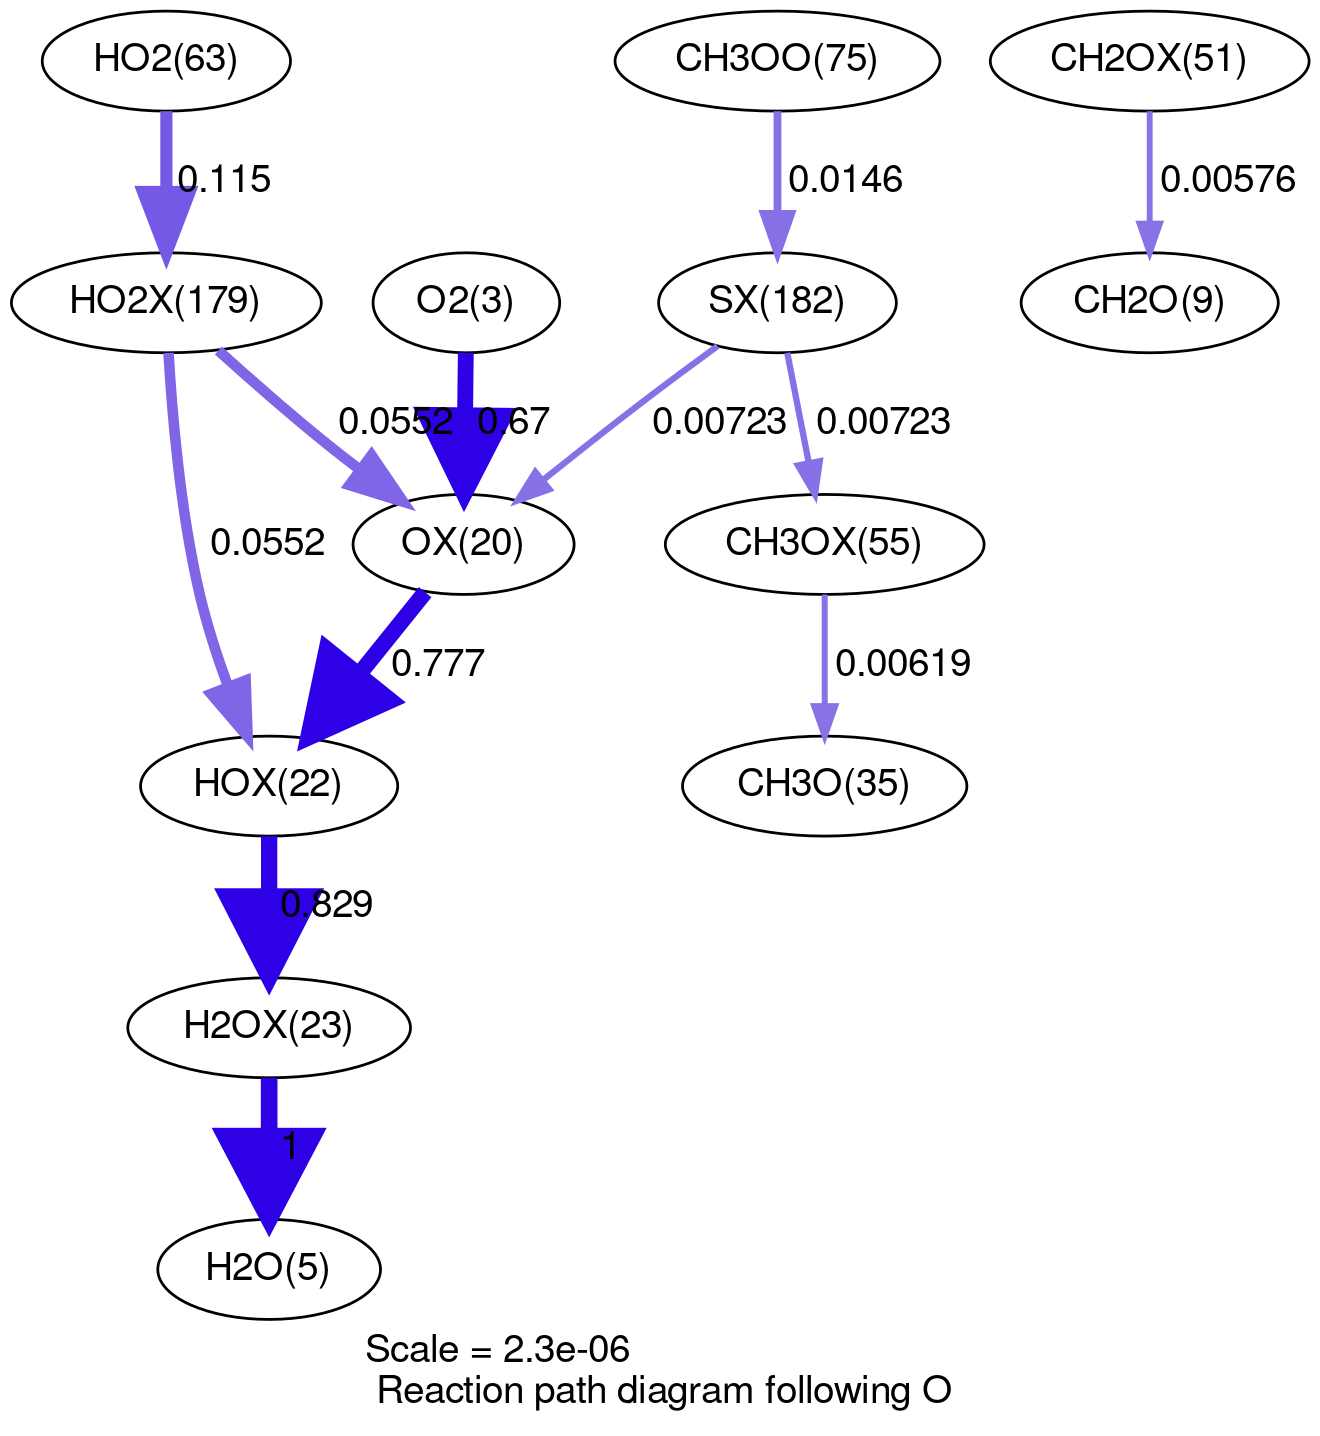 HO2(63)
CH3OO(75)
CH2OX(51)
0.115
0.0146
0.00576
HO2X(179)
O2(3)
SX(182)
CH2O(9)
0.0552
0.67
0.00723
0.00723
OX(20)
CH3OX(55)
0.0552
0.777
0.00619
HOX(22)
CH3O(35)
0.829
H2OX(23)
1
H2O(5)
Scale = 2.3e-06
Reaction path diagram following O